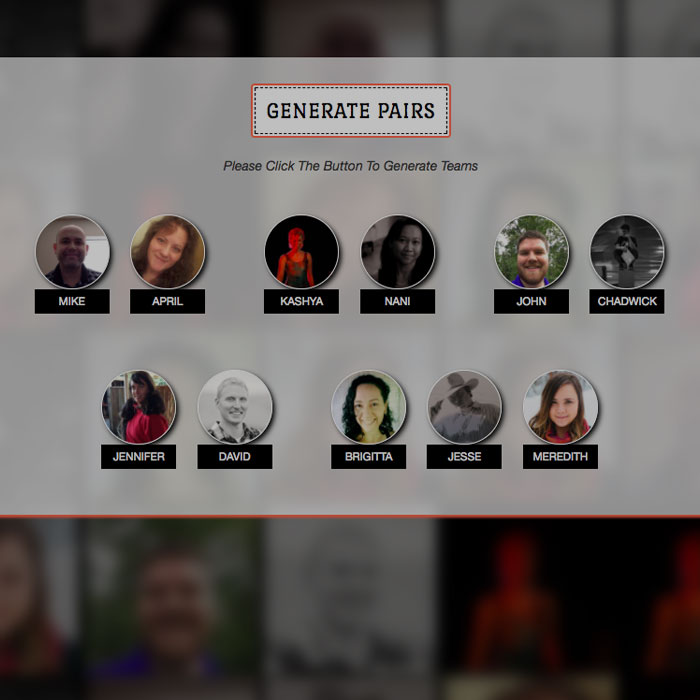 GENERATE PAIRS
Please Click The Button To Generate Teams
MIKE APRIL KASHYA NANI JOHN CHADWICK
JENNIFER DAVID BRIGITTA JESSE MEREDITH